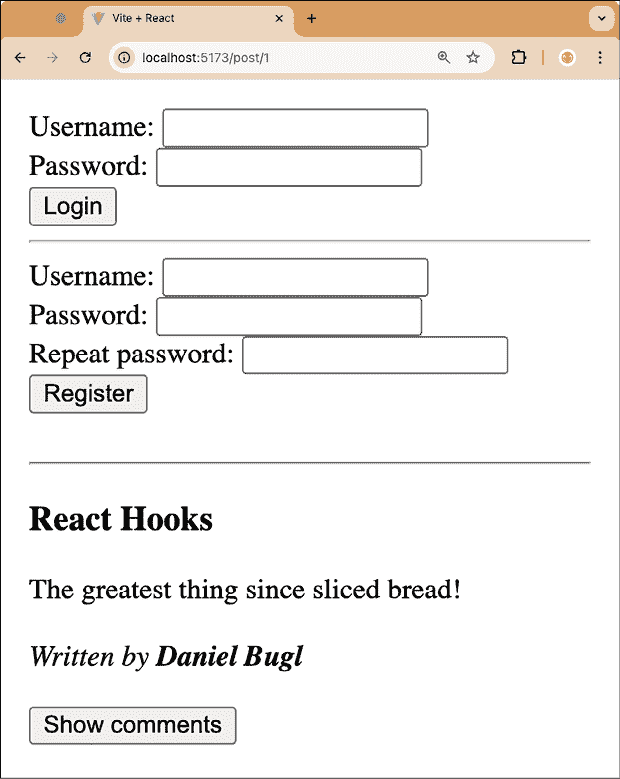 Vite + React
localhost:5173/post/1
Username:
Password:
Login
Username:
Password:
Repeat password:
Register
React Hooks
The greatest thing since sliced bread!
Written by Daniel Bugl
Show comments